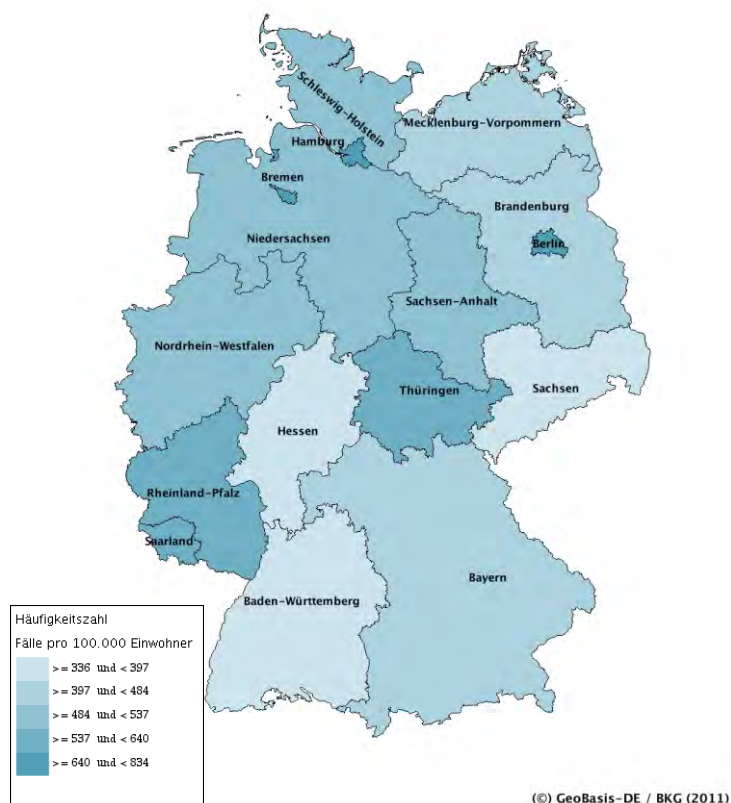 Schleswig-Holstein
Mecklenburg-Vorpommern
Hamburg
Bremen
Brandenburg
Berlin
Niedersachsen
Sachsen-Anhalt
Nordrhein-Westfalen
Thüringen
Sachsen
Hessen
Rheinland-Pfalz
Saarland
Bayern
Baden-Württemberg
Häufigkeitszahl
Fälle pro 100.000 Einwohner
>= 336 und < 397
>= 397 und < 484
>= 484 und < 537
>= 537 und < 640
>= 640 und < 834
(©) GeoBasis-DE / BKG (2011)